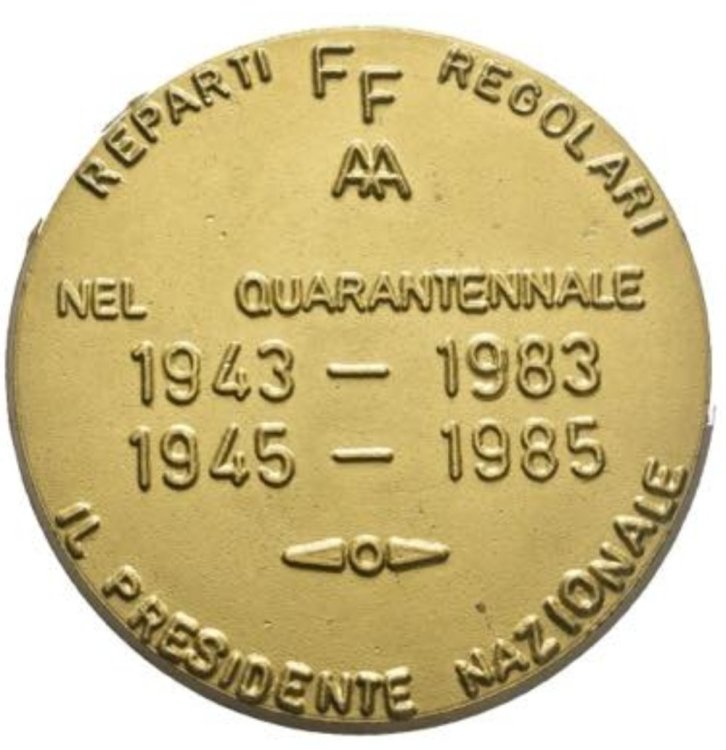 REPARTI FF REGOLARI
AA
NEL QUARANTENNALE
1943 — 1983
1945 — 1985
IL PRESIDENTE NAZIONALE